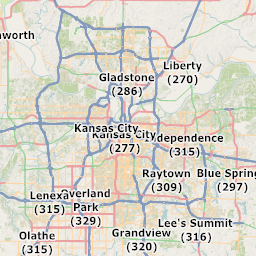 worth
Liberty
(270)
Gladstone
(286)
Kansas City
Kansas City
(277)
dependence
(315)
Raytown
(309)
Blue Spring
(297)
Lenexa
(315)
Overland
Park
(329)
Lee's Summit
(316)
Olathe
(315)
Grandview
(320)